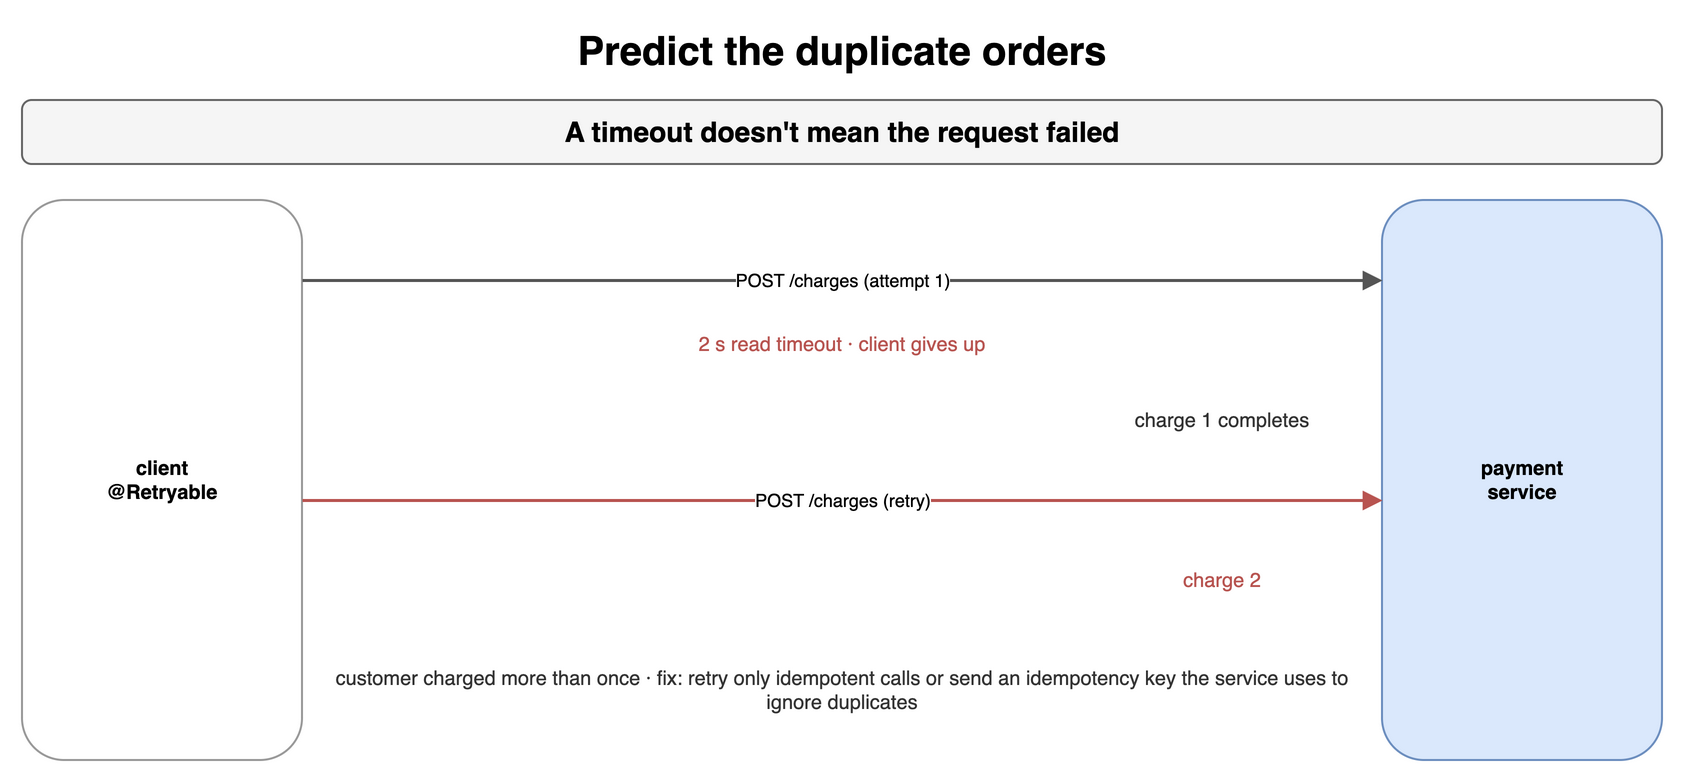 Predict the duplicate orders
A timeout doesn't mean the request failed
POST /charges (attempt 1)
2 s read timeout · client gives up
charge 1 completes
client
@Retryable
payment
service
POST /charges (retry)
charge 2
customer charged more than once · fix: retry only idempotent calls or send an idempotency key the service uses to
ignore duplicates